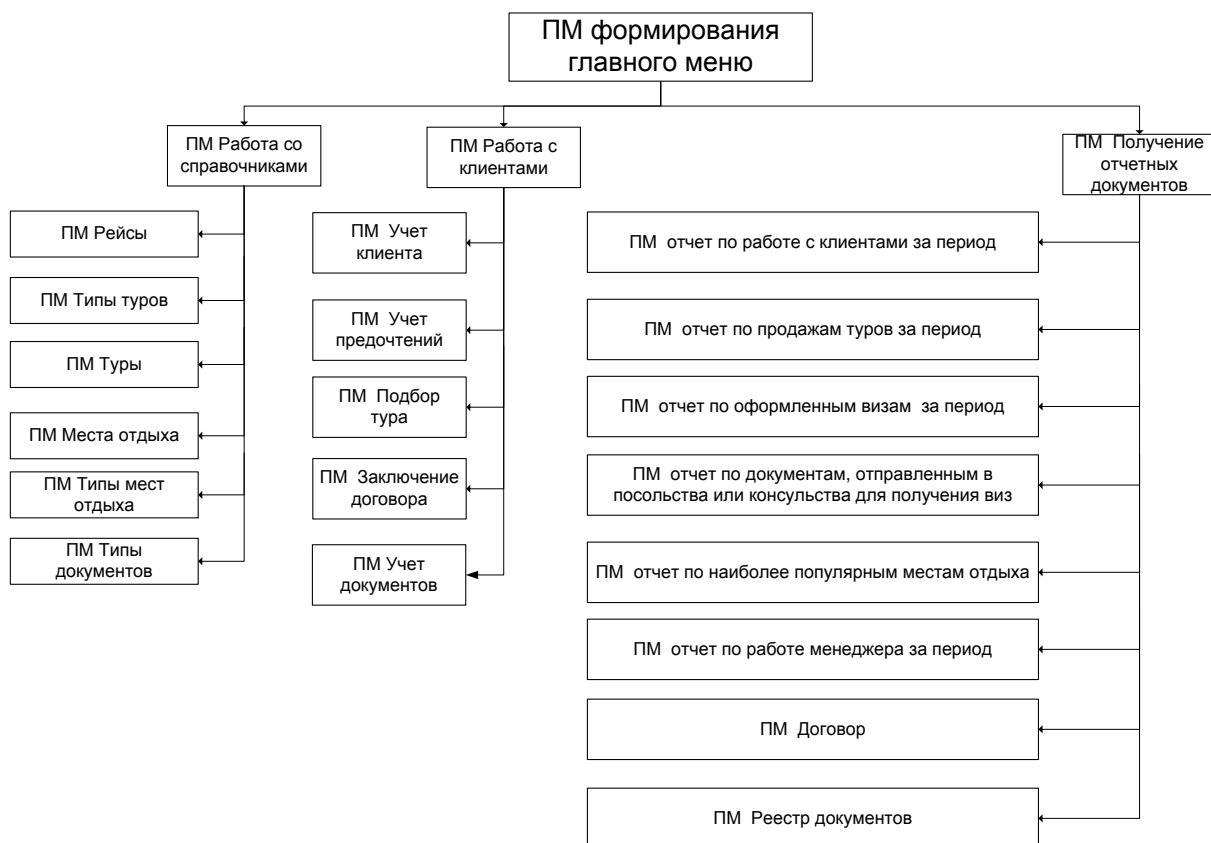 ПМ формирования
главного меню
ПМ Работа со
справочниками
ПМ Работа с
клиентами
ПМ Получение
отчетных
документов
ПМ Рейсы
ПМ Типы туров
ПМ Туры
ПМ Места отдыха
ПМ Типы мест
отдыха
ПМ Типы
документов
ПМ Учет
клиента
ПМ Учет
предочтений
ПМ Подбор
тура
ПМ Заключение
договора
ПМ Учет
документов
ПМ отчет по работе с клиентами за период
ПМ отчет по продажам туров за период
ПМ отчет по оформленным визам за период
ПМ отчет по документам, отправленным в
посольства или консульства для получения виз
ПМ отчет по наиболее популярным местам отдыха
ПМ отчет по работе менеджера за период
ПМ Договор
ПМ Реестр документов